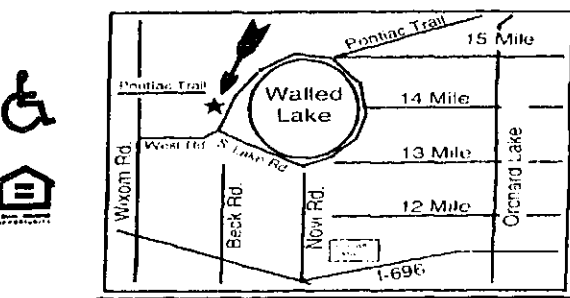 Pontiac Trail
15 Mile
Pontiac Trail
Walled
Lake
14 Mile
West Rd.
S. Lake Rd.
13 Mile
Wixom Rd.
Beck Rd.
Novi Rd.
12 Mile
Orchard Lake
I-696